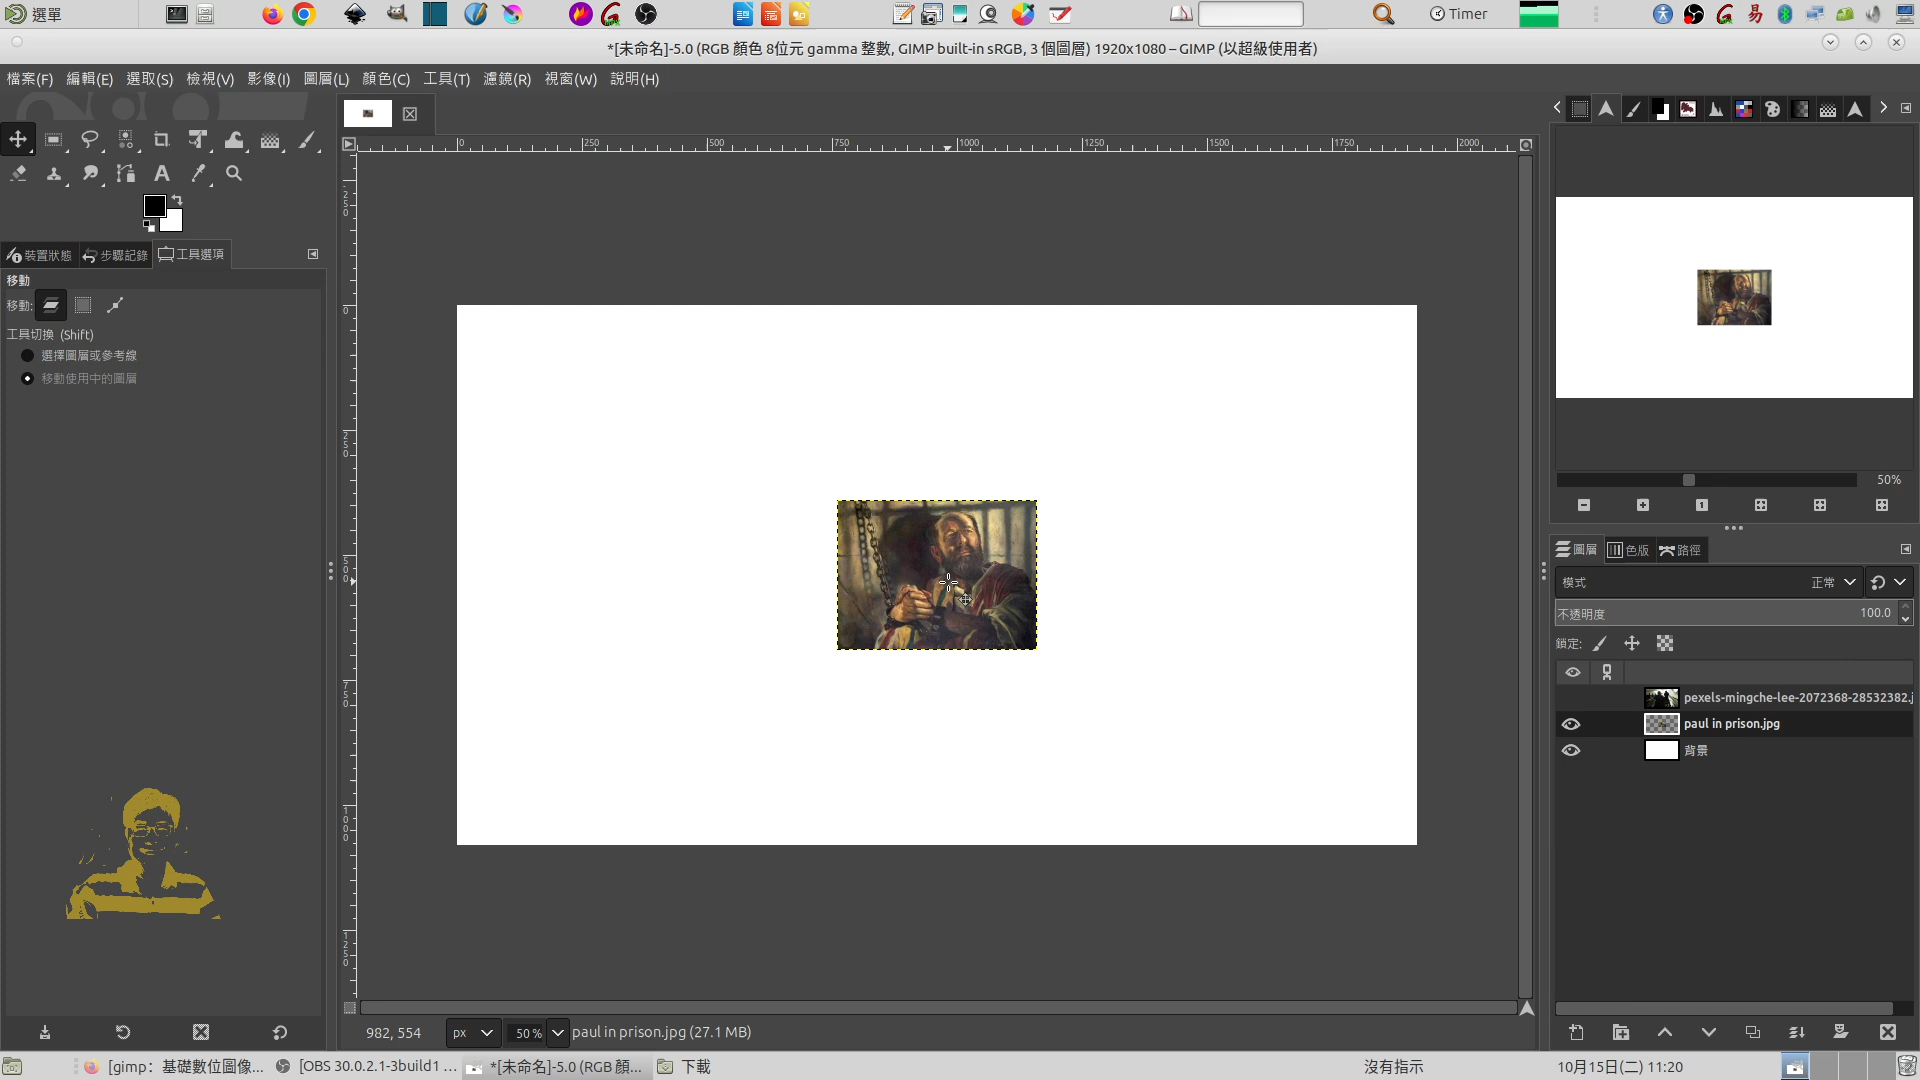 選單
Timer
*[未命名]-5.0 (RGB 顏色 8位元 gamma 整數, GIMP built-in sRGB, 3 個圖層) 1920x1080 – GIMP (以超級使用者)
檔案(F) 編輯(E) 選取(S) 檢視(V) 影像(I) 圖層(L) 顏色(C) 工具(T) 濾鏡(R) 視窗(W) 說明(H)
0 250 500 750 1000 1250 1500 1750 2000
裝置狀態 步驟記錄 工具選項
移動
移動:
工具切換 (Shift)
選擇圖層或參考線
移動使用中的圖層
-250
0
250
500
750
1000
1250
50%
圖層 色版 路徑
模式 正常
不透明度 100.0
鎖定:
pexels-mingche-lee-2072368-28532382.j
paul in prison.jpg
背景
982, 554 px 50 % paul in prison.jpg (27.1 MB)
[gimp：基礎數位圖像... [OBS 30.0.2.1-3build1 ... *[未命名]-5.0 (RGB 顏... 下載 沒有指示 10月15日(二) 11:20